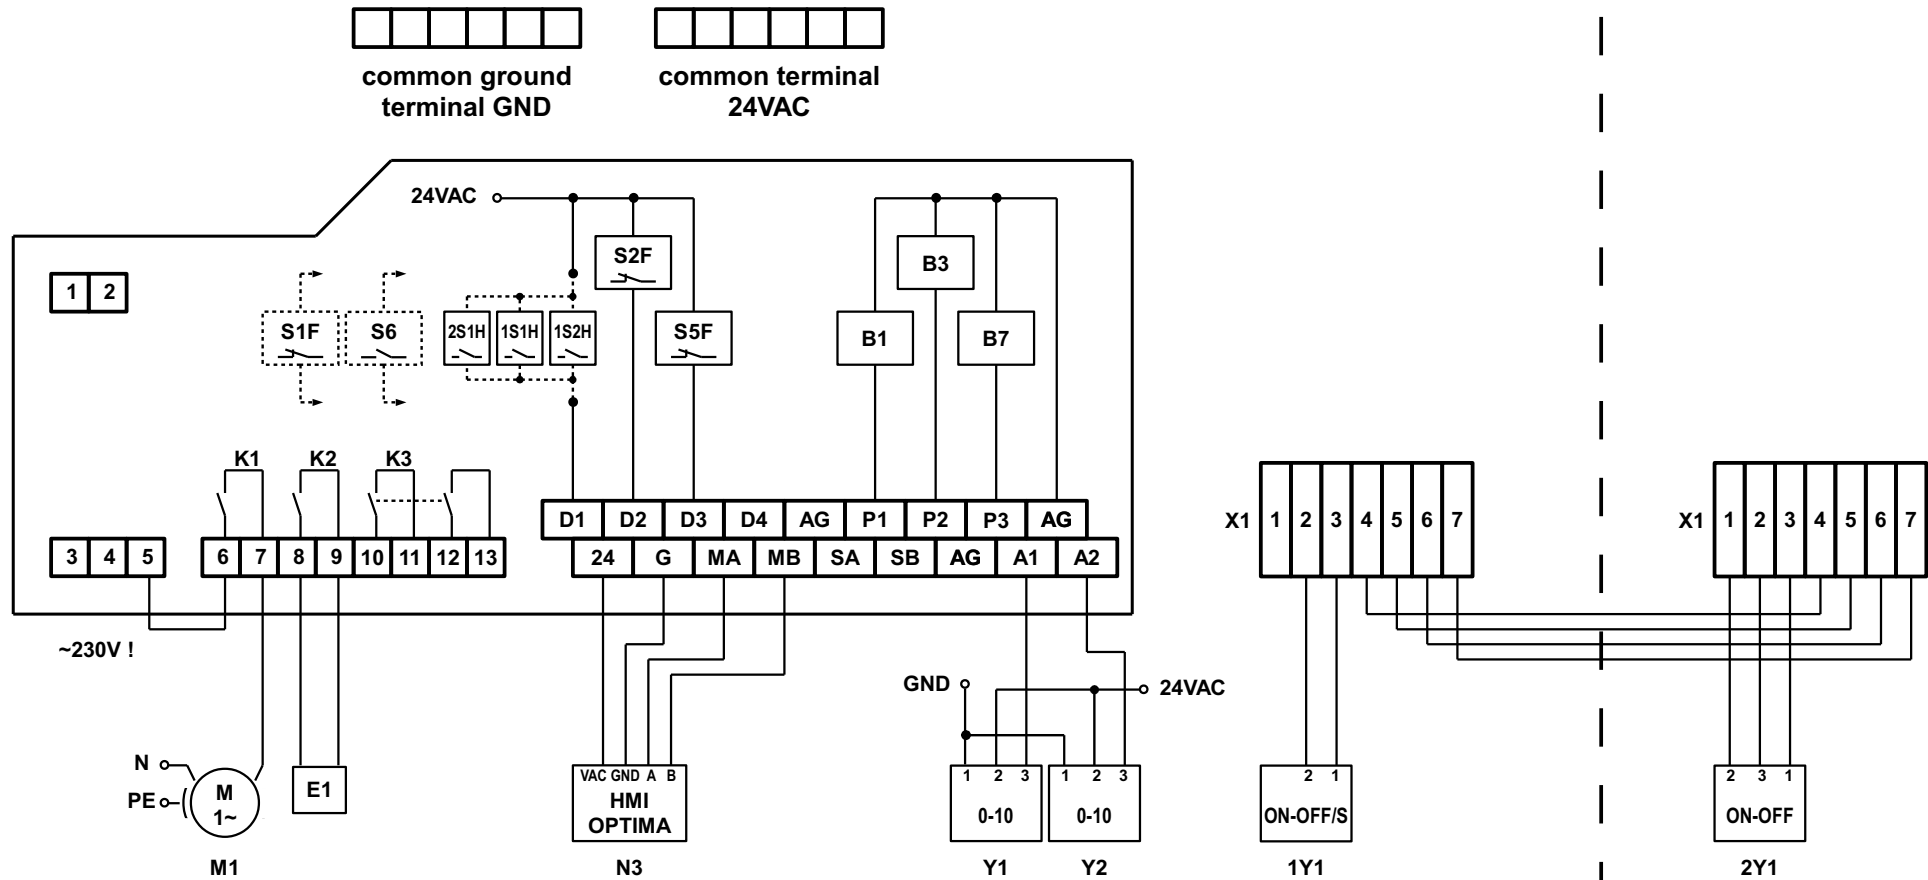 common ground
terminal GND
common terminal
24VAC
24VAC
S2F
B3
1 2
S1F
S6
2S1H 1S1H 1S2H
S5F
B1
B7
K1 K2 K3
D1 D2 D3 D4 AG P1 P2 P3 AG
X1 1 2 3 4 5 6 7
X1 1 2 3 4 5 6 7
3 4 5
6 7 8 9 10 11 12 13
24 G MA MB SA SB AG A1 A2
~230V !
GND
24VAC
N
PE
M
1~
E1
VAC GND A B
HMI
OPTIMA
1 2 3
0-10
1 2 3
0-10
2 1
ON-OFF/S
2 3 1
ON-OFF
M1
N3
Y1
Y2
1Y1
2Y1